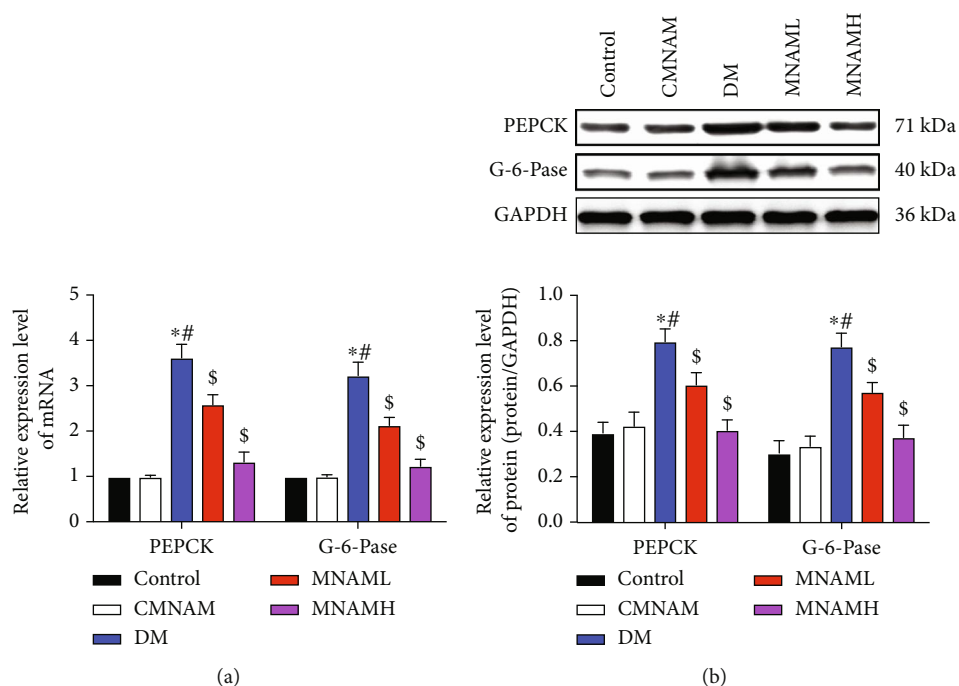 Control
CMNAM
DM
MNAML
MNAMH
PEPCK
71 kDa
G-6-Pase
40 kDa
GAPDH
36 kDa
Relative expression level
of mRNA
5
4
3
2
1
0
*#
$
$
*#
$
$
PEPCK
G-6-Pase
Control
MNAML
CMNAM
MNAMH
DM
(a)
Relative expression level
of protein (protein/GAPDH)
1.0
0.8
0.6
0.4
0.2
0.0
*#
$
$
*#
$
$
PEPCK
G-6-Pase
Control
MNAML
CMNAM
MNAMH
DM
(b)